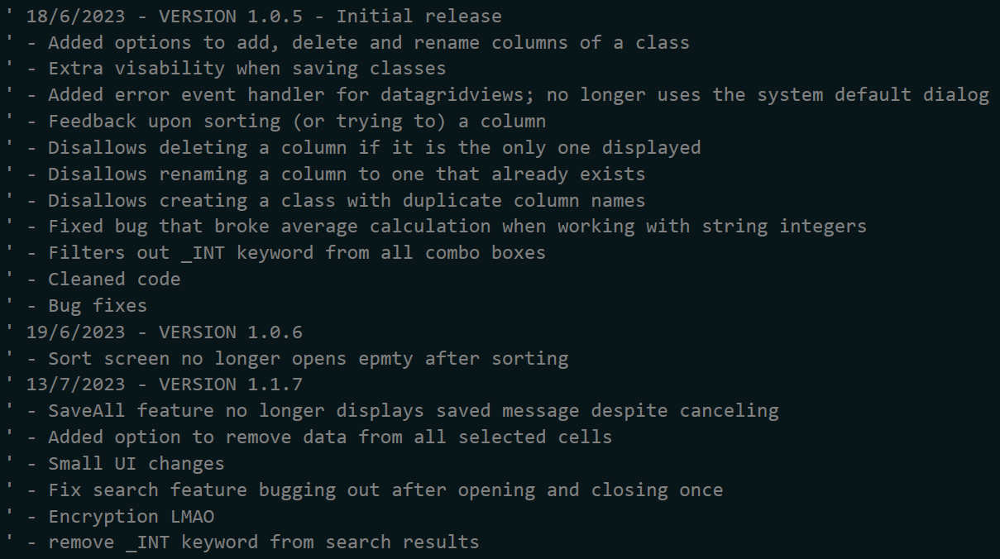 ' 18/6/2023 - VERSION 1.0.5 - Initial release
' - Added options to add, delete and rename columns of a class
' - Extra visability when saving classes
' - Added error event handler for datagridviews; no longer uses the system default dialog
' - Feedback upon sorting (or trying to) a column
' - Disallows deleting a column if it is the only one displayed
' - Disallows renaming a column to one that already exists
' - Disallows creating a class with duplicate column names
' - Fixed bug that broke average calculation when working with string integers
' - Filters out _INT keyword from all combo boxes
' - Cleaned code
' - Bug fixes
' 19/6/2023 - VERSION 1.0.6
' - Sort screen no longer opens epmty after sorting
' 13/7/2023 - VERSION 1.1.7
' - SaveAll feature no longer displays saved message despite canceling
' - Added option to remove data from all selected cells
' - Small UI changes
' - Fix search feature bugging out after opening and closing once
' - Encryption LMAO
' - remove _INT keyword from search results